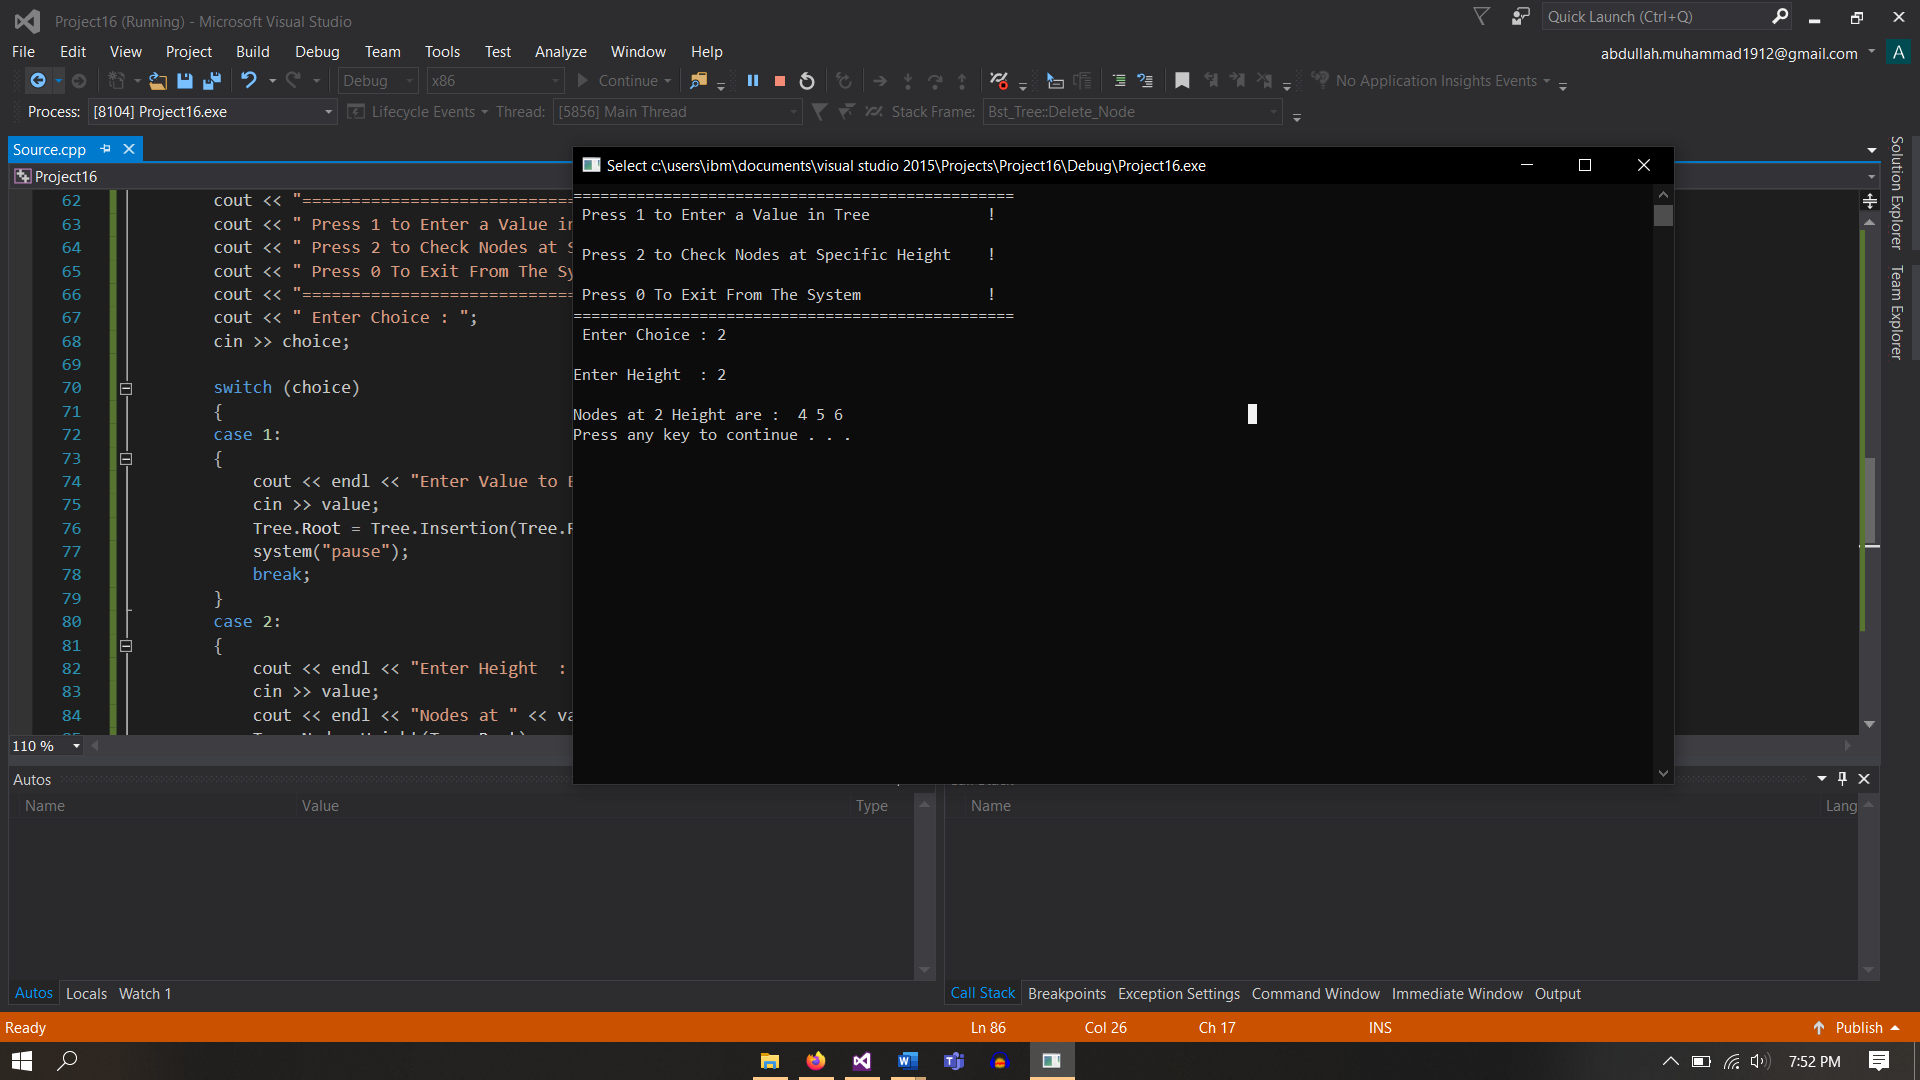 Project16 (Running) - Microsoft Visual Studio
Quick Launch (Ctrl+Q)
File Edit View Project Build Debug Team Tools Test Analyze Window Help
abdullah.muhammad1912@gmail.com A
Debug x86 Continue No Application Insights Events
Process: [8104] Project16.exe Lifecycle Events Thread: [5856] Main Thread Stack Frame: Bst_Tree::Delete_Node
Source.cpp
Project16
62 cout << "============================
63 cout << " Press 1 to Enter a Value in
64 cout << " Press 2 to Check Nodes at S
65 cout << " Press 0 To Exit From The Sy
66 cout << "============================
67 cout << " Enter Choice : ";
68 cin >> choice;
69
70 switch (choice)
71 {
72 case 1:
73 {
74 cout << endl << "Enter Value to E
75 cin >> value;
76 Tree.Root = Tree.Insertion(Tree.R
77 system("pause");
78 break;
79 }
80 case 2:
81 {
82 cout << endl << "Enter Height  :
83 cin >> value;
84 cout << endl << "Nodes at " << va
110 %
Select c:\users\ibm\documents\visual studio 2015\Projects\Project16\Debug\Project16.exe
=================================================
Press 1 to Enter a Value in Tree !
Press 2 to Check Nodes at Specific Height !
Press 0 To Exit From The System !
=================================================
Enter Choice : 2
Enter Height  : 2
Nodes at 2 Height are :  4 5 6
Press any key to continue . . .
Solution Explorer
Team Explorer
Autos
Name Value Type
Name Lang
Autos Locals Watch 1
Call Stack Breakpoints Exception Settings Command Window Immediate Window Output
Ready Ln 86 Col 26 Ch 17 INS Publish
7:52 PM